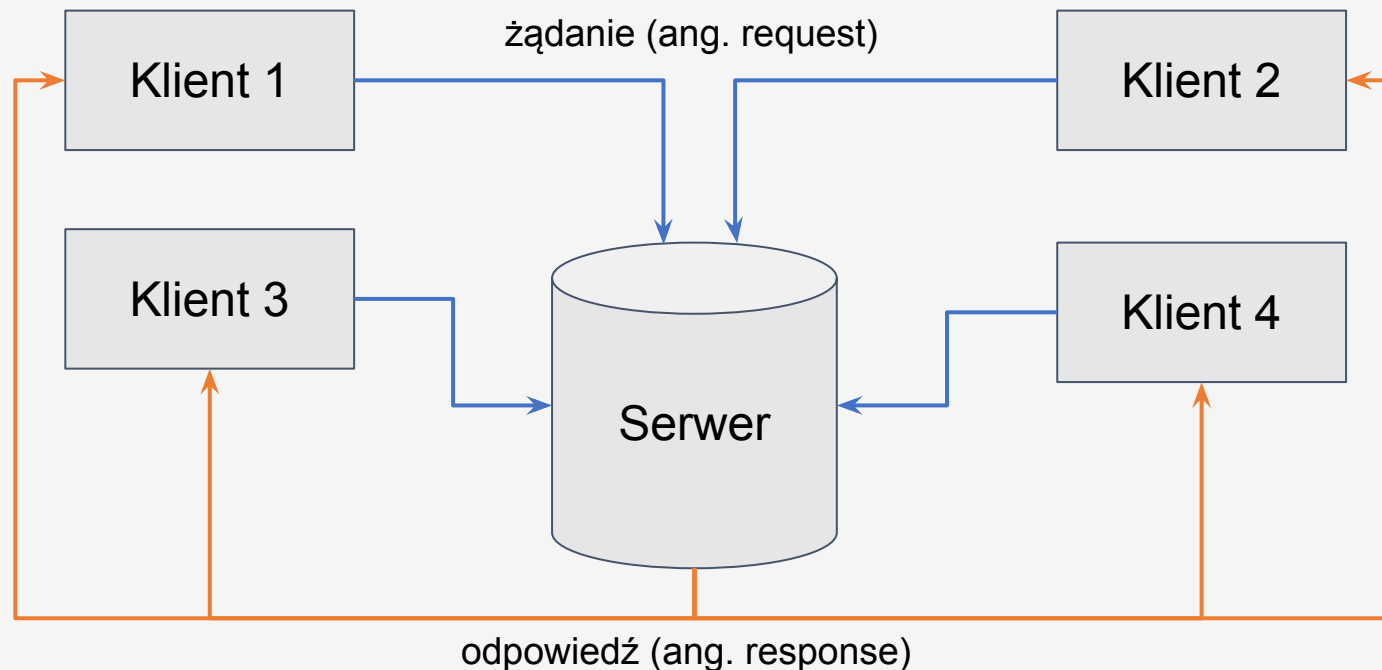 żądanie (ang. request)
Klient 1
Klient 2
Klient 3
Klient 4
Serwer
odpowiedź (ang. response)